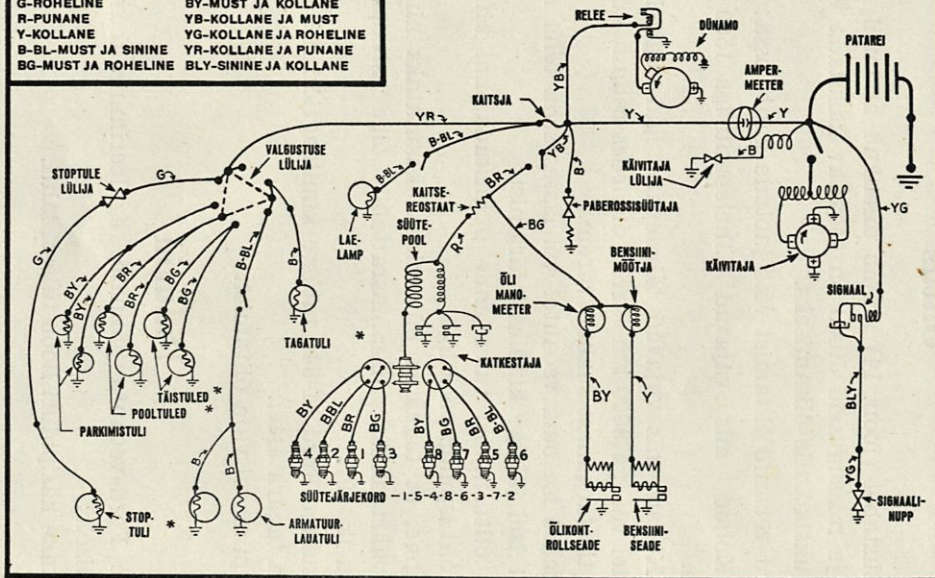 G-ROHELINE BY-MUST JA KOLLANE
R-PUNANE YB-KOLLANE JA MUST
Y-KOLLANE YG-KOLLANE JA ROHELINE
B-BL-MUST JA SININE YR-KOLLANE JA PUNANE
BG-MUST JA ROHELINE BLY-SININE JA KOLLANE
RELEE
DÜNAMO
PATAREI
AMPER-
MEETER
YB
KAITSJA
YR
Y
Y
B-BL
YB
B
B
KÄIVITAJA
LÜLIJA
VALGUSTUSE
LÜLIJA
STOPTULE
LÜLIJA
G
B-BL
BR
KAITSE-
REOSTAAT
PABEROSSISÜÜTAJA
YG
LAE-
LAMP
SÜÜTE-
POOL
R
BG
KÄIVITAJA
G
BY
BY
BR
BR
BG
BG
B-BL
B
ÕLI
MANO-
MEETER
BENSIINI-
MÕÕTJA
SIGNAAL
TAGATULI
*
KATKESTAJA
TÄISTULED *
POOLTULED *
PARKIMISTULI
BY
BBL
BR
BG
BY
BG
BR
B-BL
BY
Y
BLY
4 2 1 3 8 7 5 6
SÜÜTEJÄRJEKORD -1-5-4-8-6-3-7-2
B
B
YG
STOP-
TULI
*
ARMATUUR-
LAUATULI
ÕLIKONT-
ROLLSEADE
BENSIINI-
SEADE
SIGNAALI-
NUPP